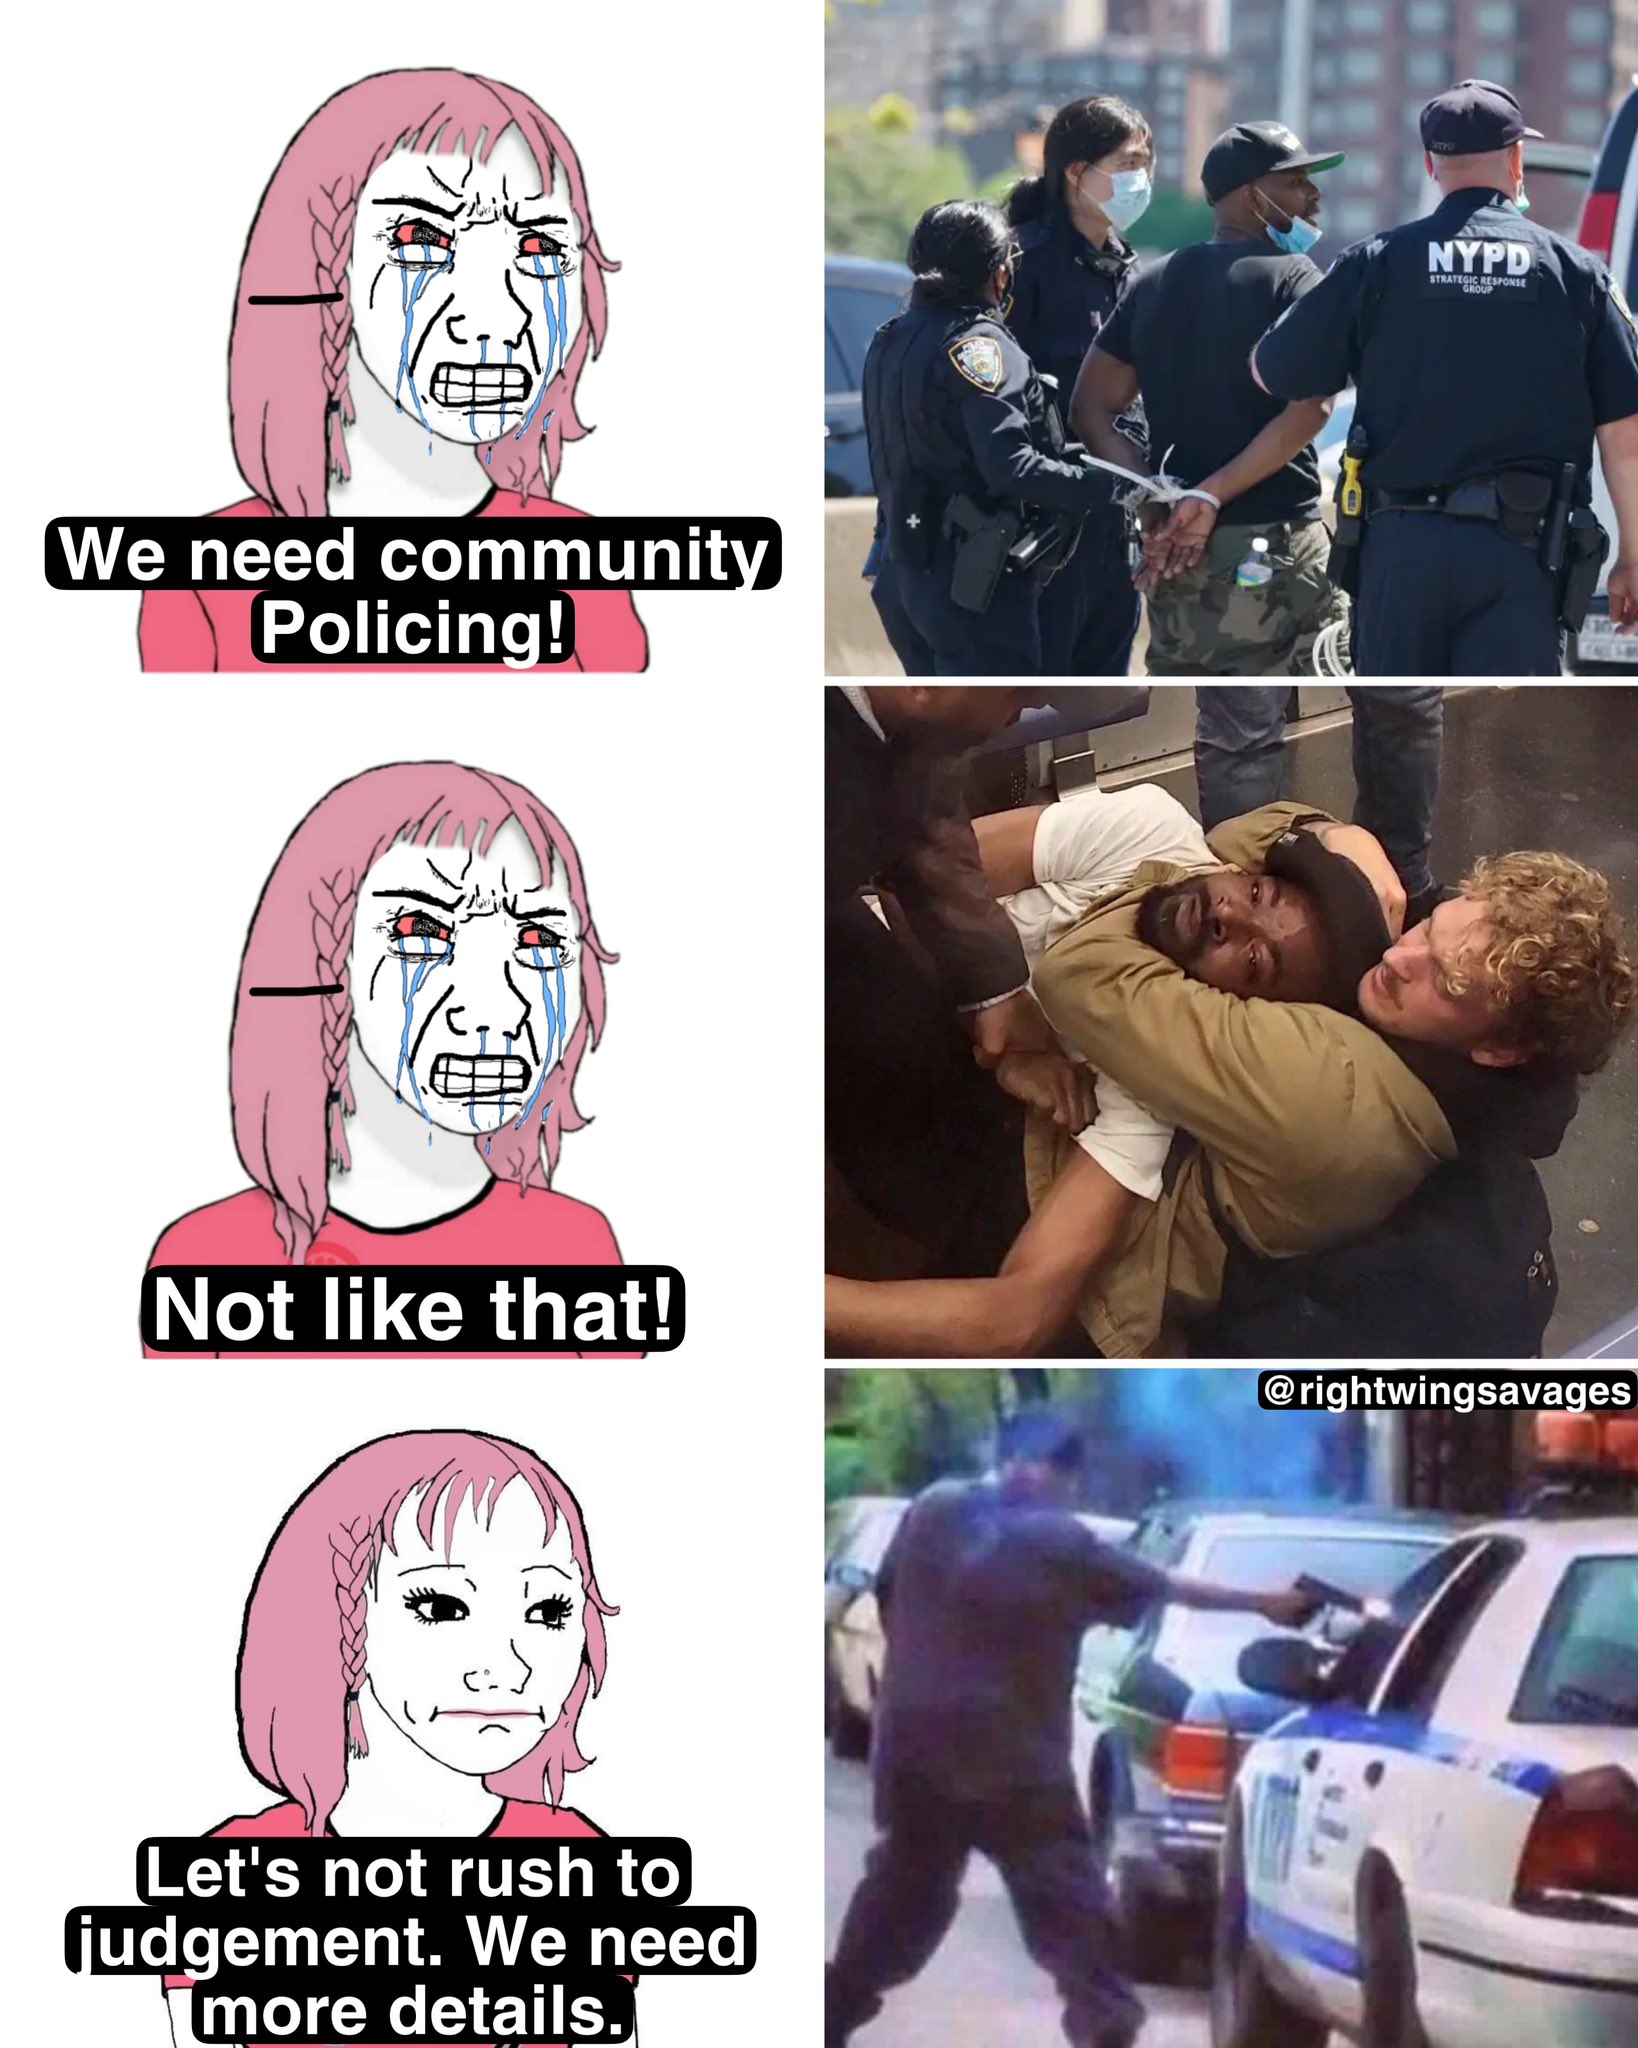 We need community
Policing!
NYPD
STRATEGIC RESPONSE
GROUP
Not like that!
@rightwingsavages
Let's not rush to
judgement. We need
more details.